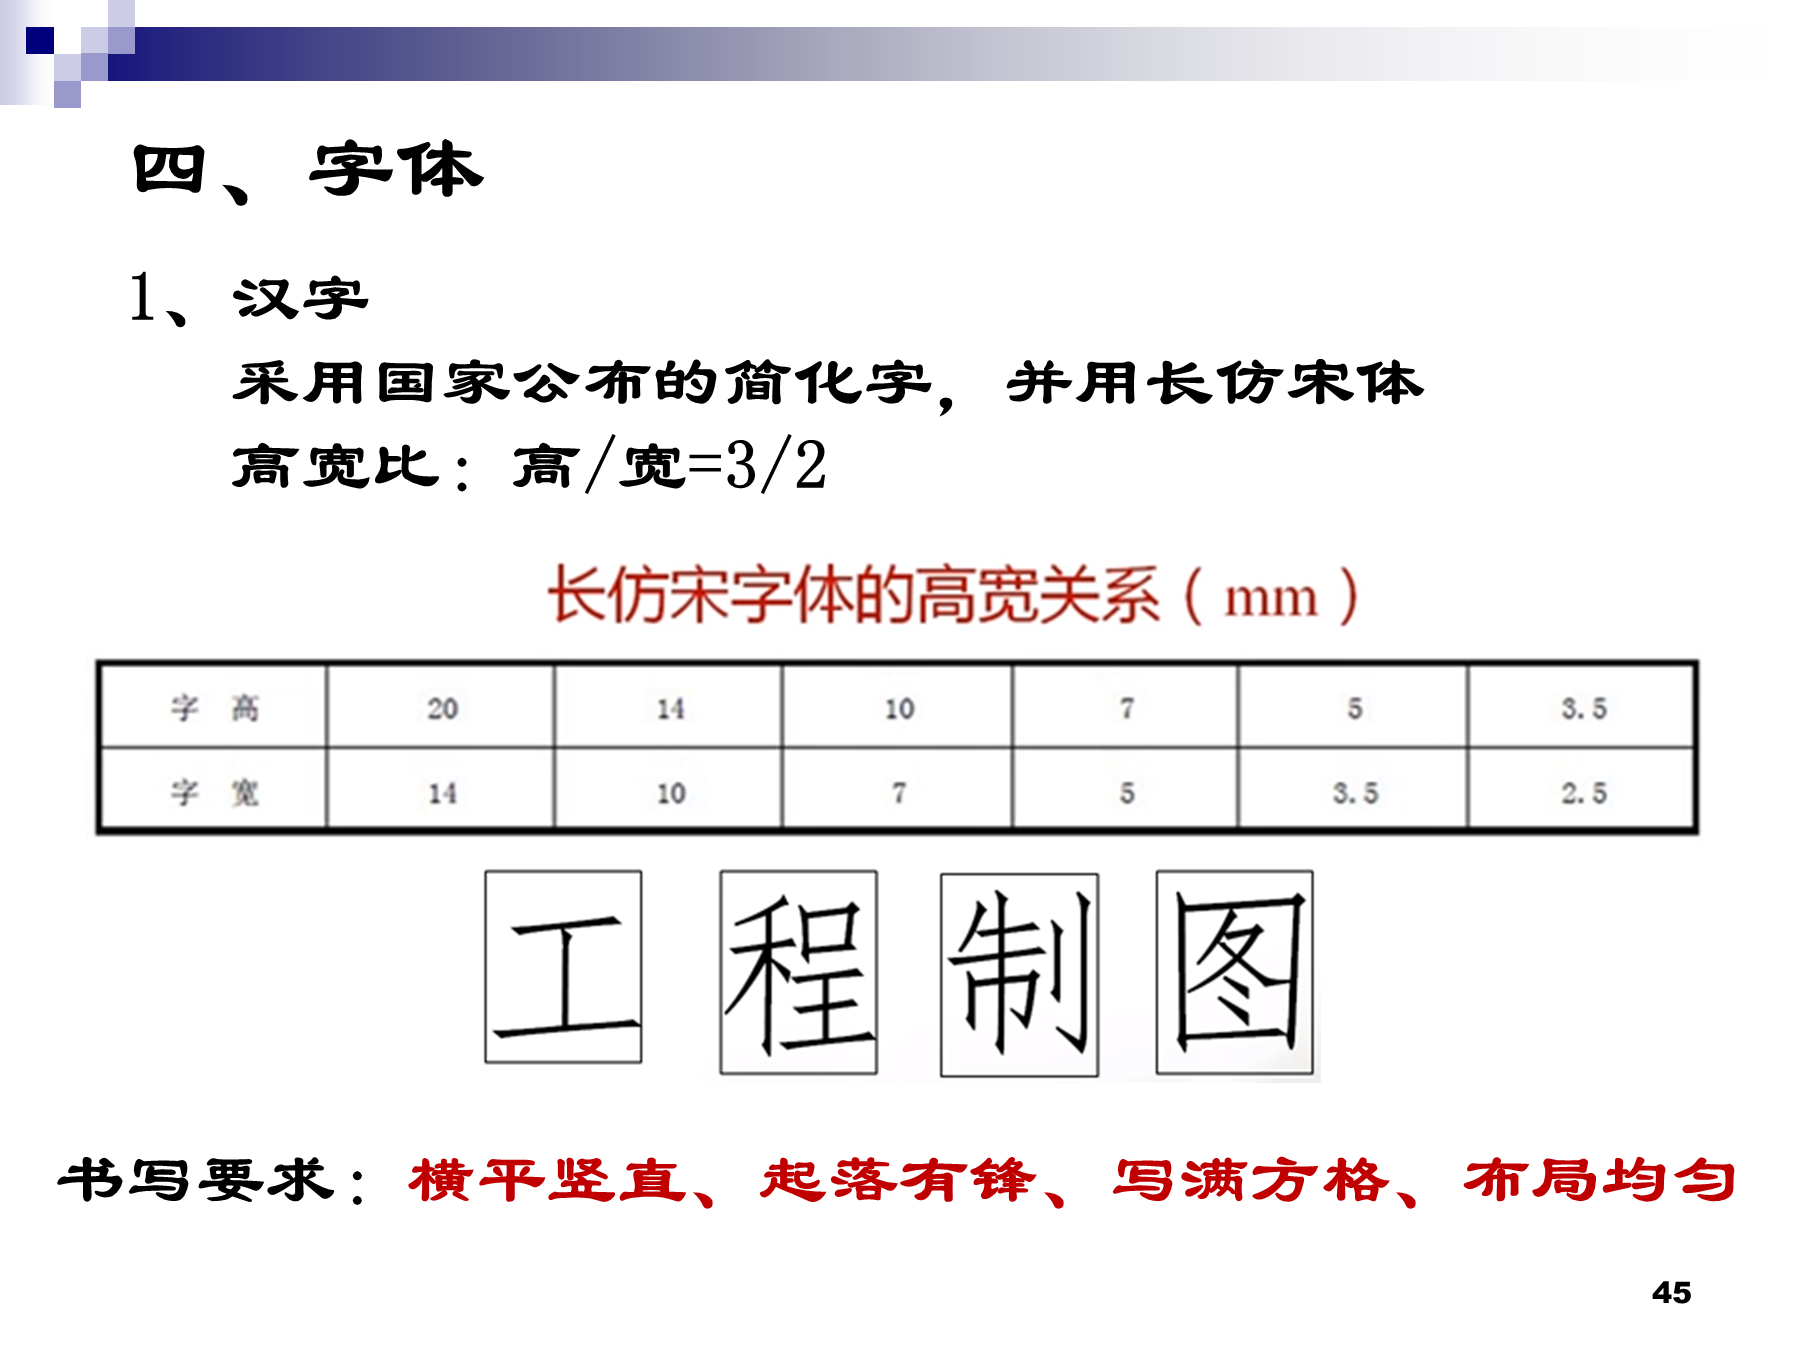 四、字体
1、汉字
采用国家公布的简化字，并用长仿宋体
高宽比：高/宽=3/2
长仿宋字体的高宽关系（mm）
字 高 20 14 10 7 5 3.5
字 宽 14 10 7 5 3.5 2.5
工 程 制 图
书写要求：横平竖直、起落有锋、写满方格、布局均匀
45